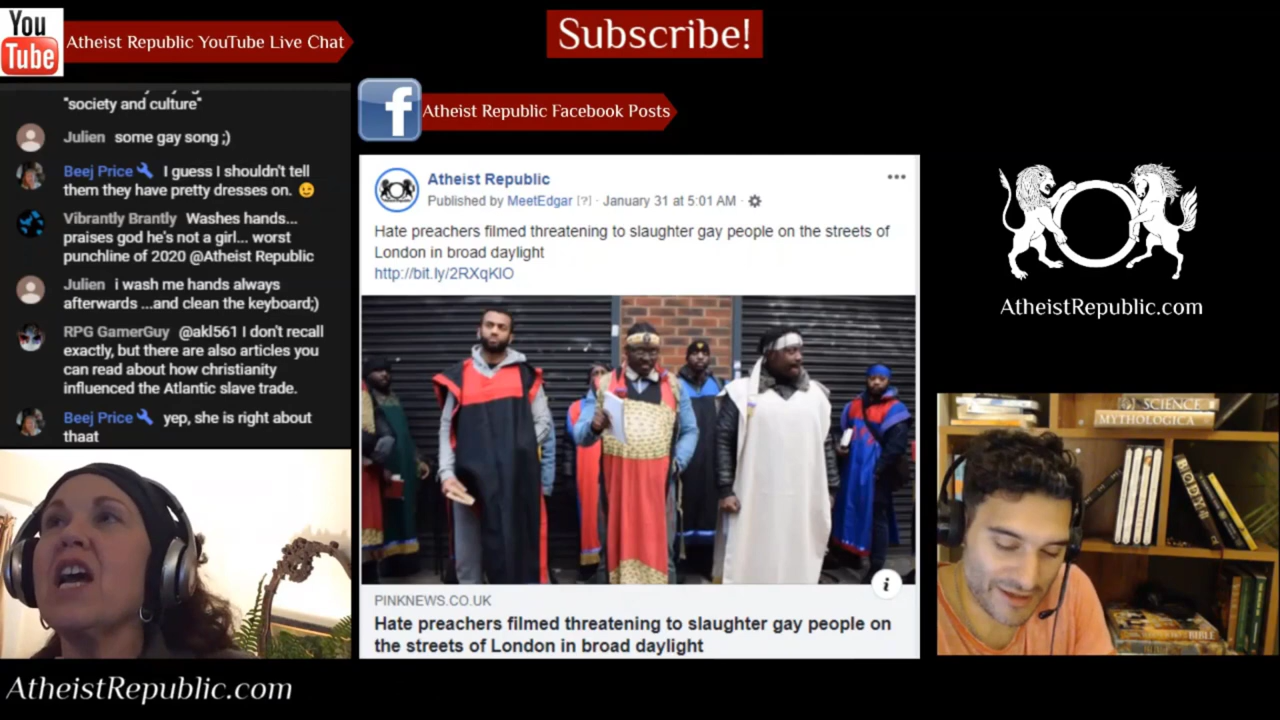 You
Tube
Atheist Republic YouTube Live Chat
Subscribe!
"society and culture"
Julien some gay song ;)
Beej Price I guess I shouldn't tell
them they have pretty dresses on. 😉
Vibrantly Brantly Washes hands...
praises god he's not a girl... worst
punchline of 2020 @Atheist Republic
Julien i wash me hands always
afterwards ...and clean the keyboard;)
RPG GamerGuy @akl561 I don't recall
exactly, but there are also articles you
can read about how christianity
influenced the Atlantic slave trade.
Beej Price yep, she is right about
thaat
f
Atheist Republic Facebook Posts
Atheist Republic
Published by MeetEdgar [?] · January 31 at 5:01 AM ·
Hate preachers filmed threatening to slaughter gay people on the streets of
London in broad daylight
http://bit.ly/2RXqKlO
i
PINKNEWS.CO.UK
Hate preachers filmed threatening to slaughter gay people on
the streets of London in broad daylight
AtheistRepublic.com
SCIENCE
MYTHOLOGICA
BIBLE
AtheistRepublic.com